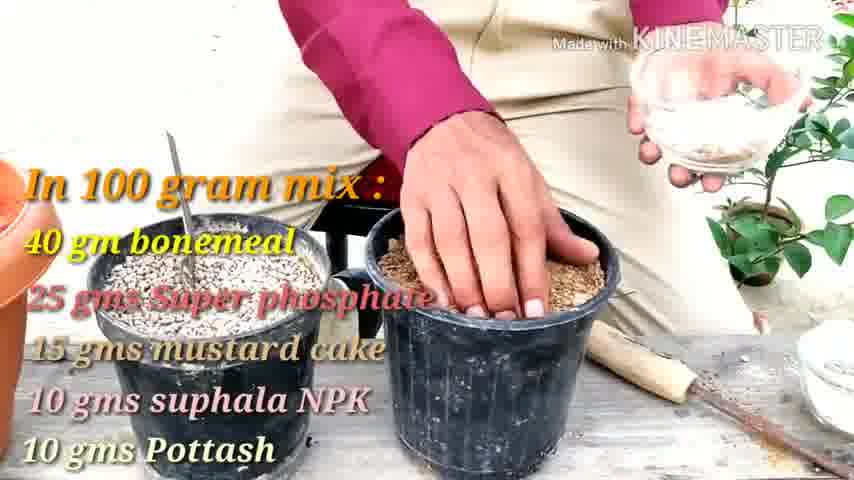 Made with KINEMASTER
In 100 gram mix :
40 gm bonemeal
25 gms Super phosphate
15 gms mustard cake
10 gms suphala NPK
10 gms Pottash